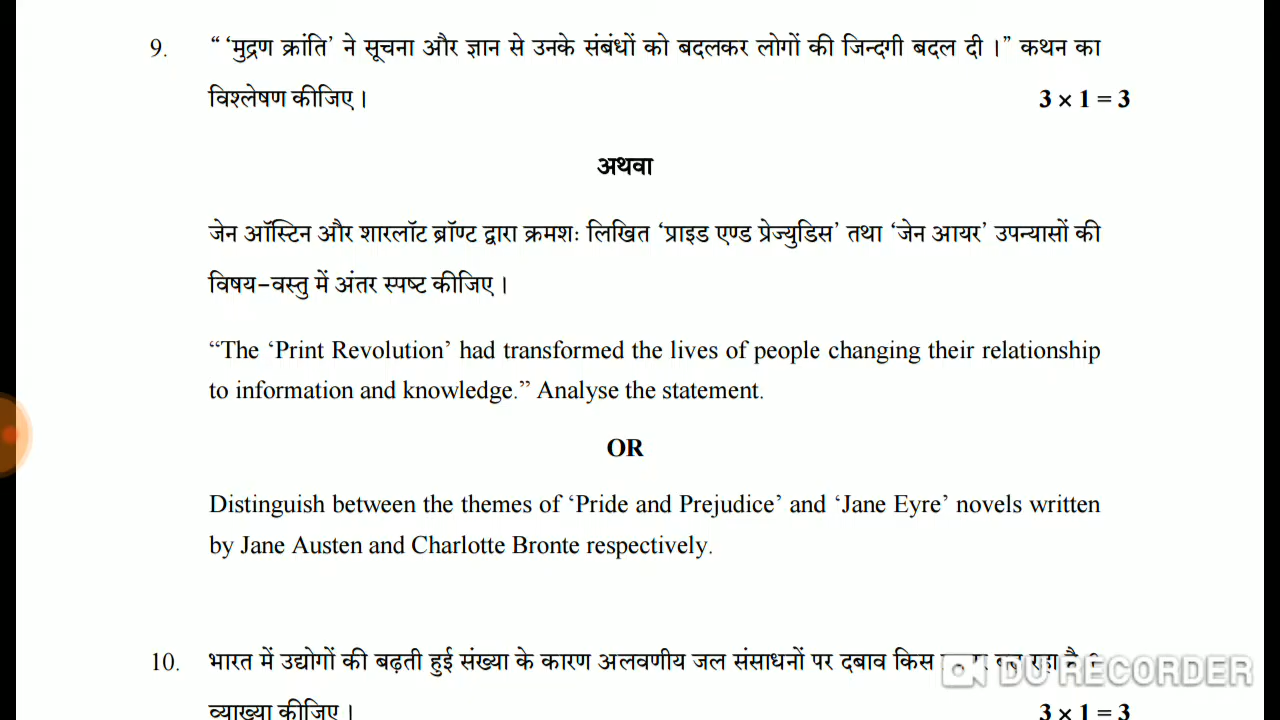 9. “ ‘मुद्रण क्रांति’ ने सूचना और ज्ञान से उनके संबंधों को बदलकर लोगों की जिन्दगी बदल दी ।” कथन का
विश्लेषण कीजिए । 3 × 1 = 3
अथवा
जेन ऑस्टिन और शारलॉट ब्रॉण्ट द्वारा क्रमशः लिखित ‘प्राइड एण्ड प्रेज्युडिस’ तथा ‘जेन आयर’ उपन्यासों की
विषय-वस्तु में अंतर स्पष्ट कीजिए ।
“The ‘Print Revolution’ had transformed the lives of people changing their relationship
to information and knowledge.” Analyse the statement.
OR
Distinguish between the themes of ‘Pride and Prejudice’ and ‘Jane Eyre’ novels written
by Jane Austen and Charlotte Bronte respectively.
10. भारत में उद्योगों की बढ़ती हुई संख्या के कारण अलवणीय जल संसाधनों पर दबाव किस रहा है
DU RECORDER
व्याख्या कीजिए । 3 × 1 = 3